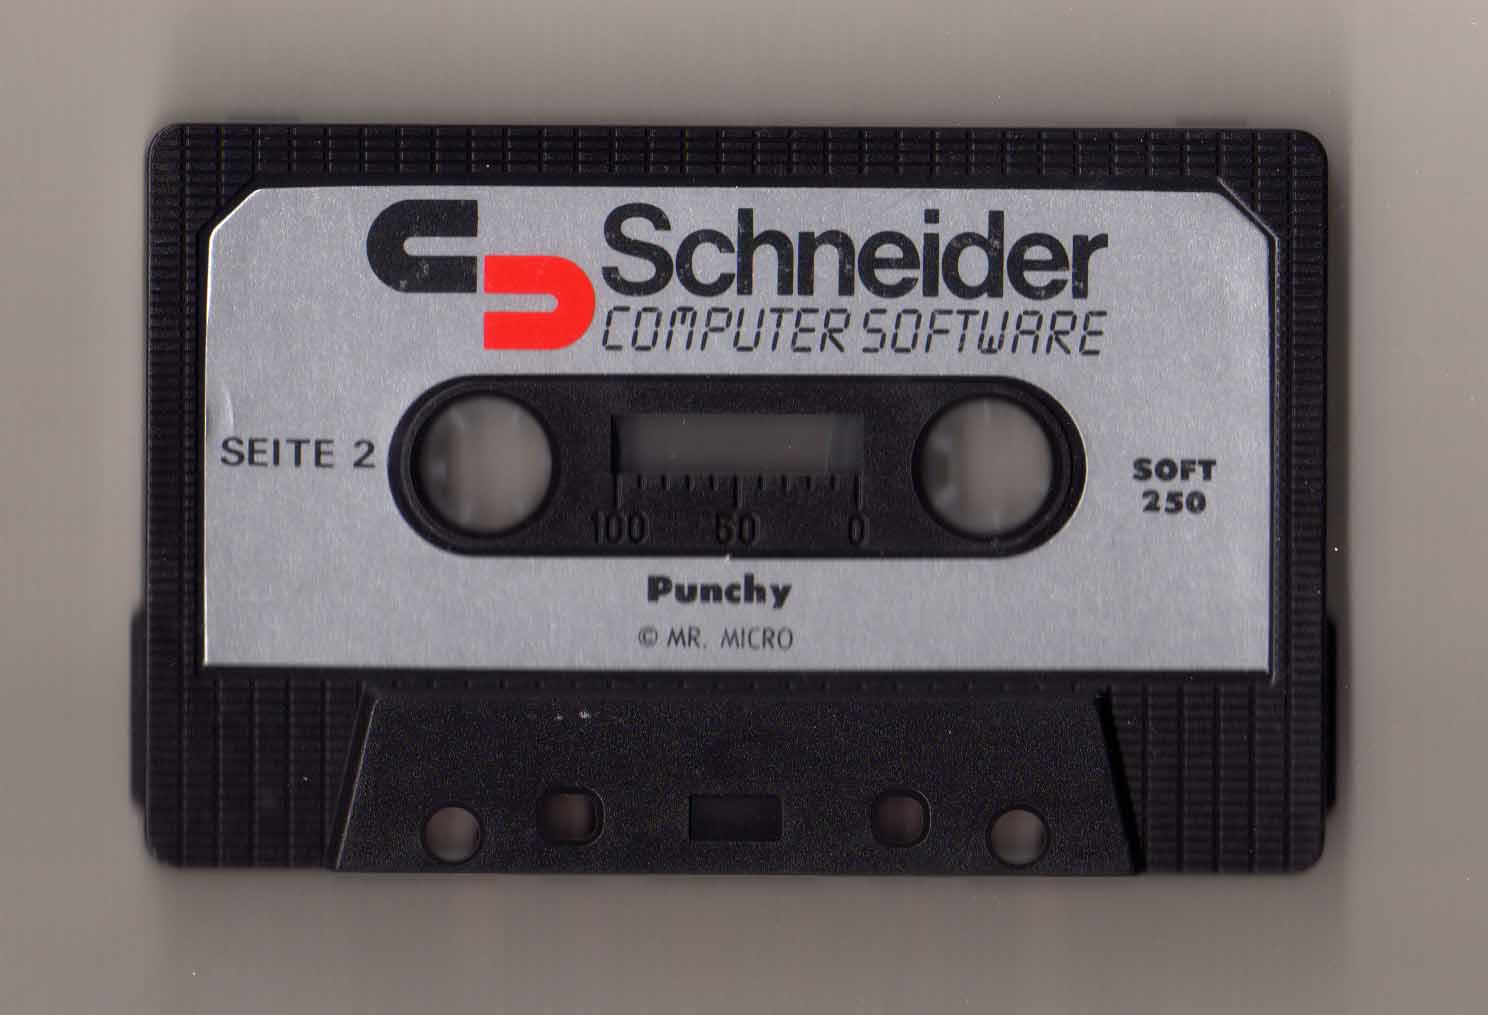 Schneider
COMPUTER SOFTWARE
SEITE 2
SOFT
250
100 50 0
Punchy
© MR. MICRO